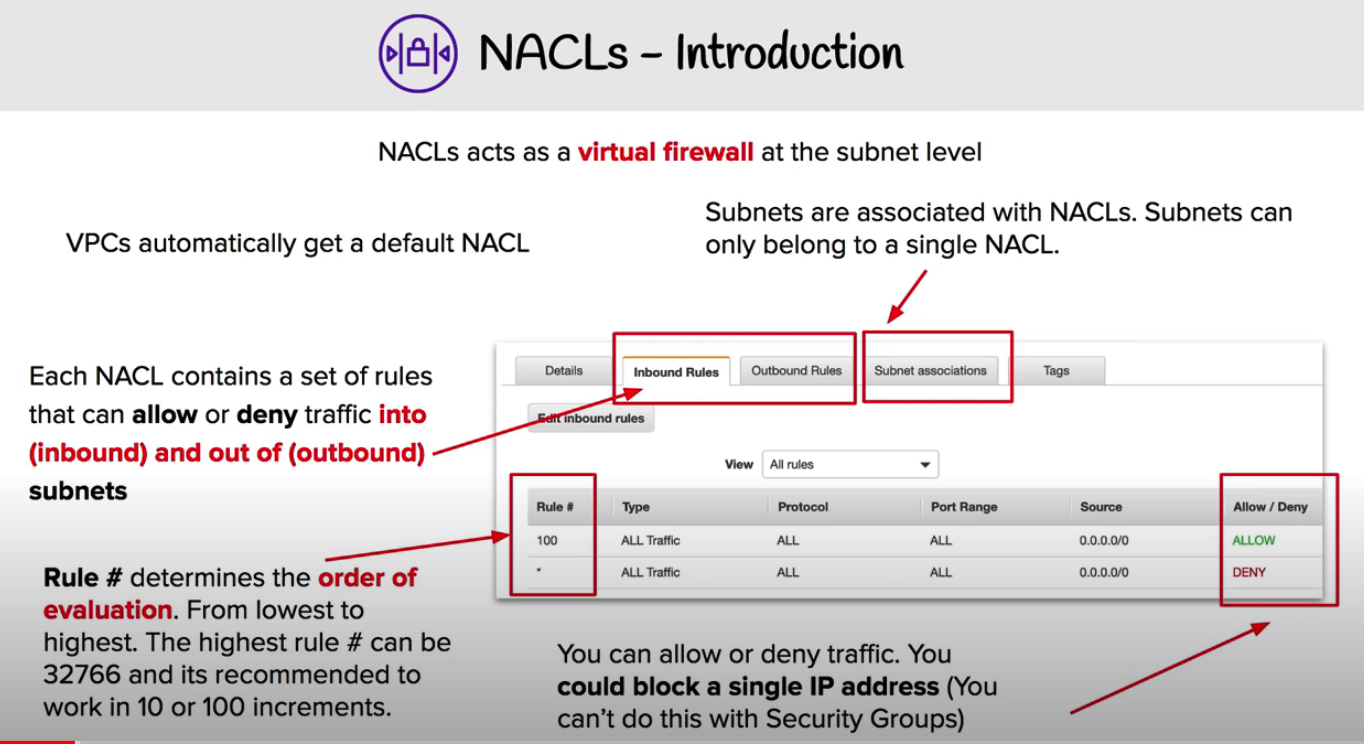 NACLs – Introduction
NACLs acts as a virtual firewall at the subnet level
VPCs automatically get a default NACL
Subnets are associated with NACLs. Subnets can
only belong to a single NACL.
Each NACL contains a set of rules
that can allow or deny traffic into
(inbound) and out of (outbound)
subnets
Details Inbound Rules Outbound Rules Subnet associations Tags
Edit inbound rules
View All rules
Rule # Type Protocol Port Range Source Allow / Deny
100 ALL Traffic ALL ALL 0.0.0.0/0 ALLOW
* ALL Traffic ALL ALL 0.0.0.0/0 DENY
Rule # determines the order of
evaluation. From lowest to
highest. The highest rule # can be
32766 and its recommended to
work in 10 or 100 increments.
You can allow or deny traffic. You
could block a single IP address (You
can't do this with Security Groups)